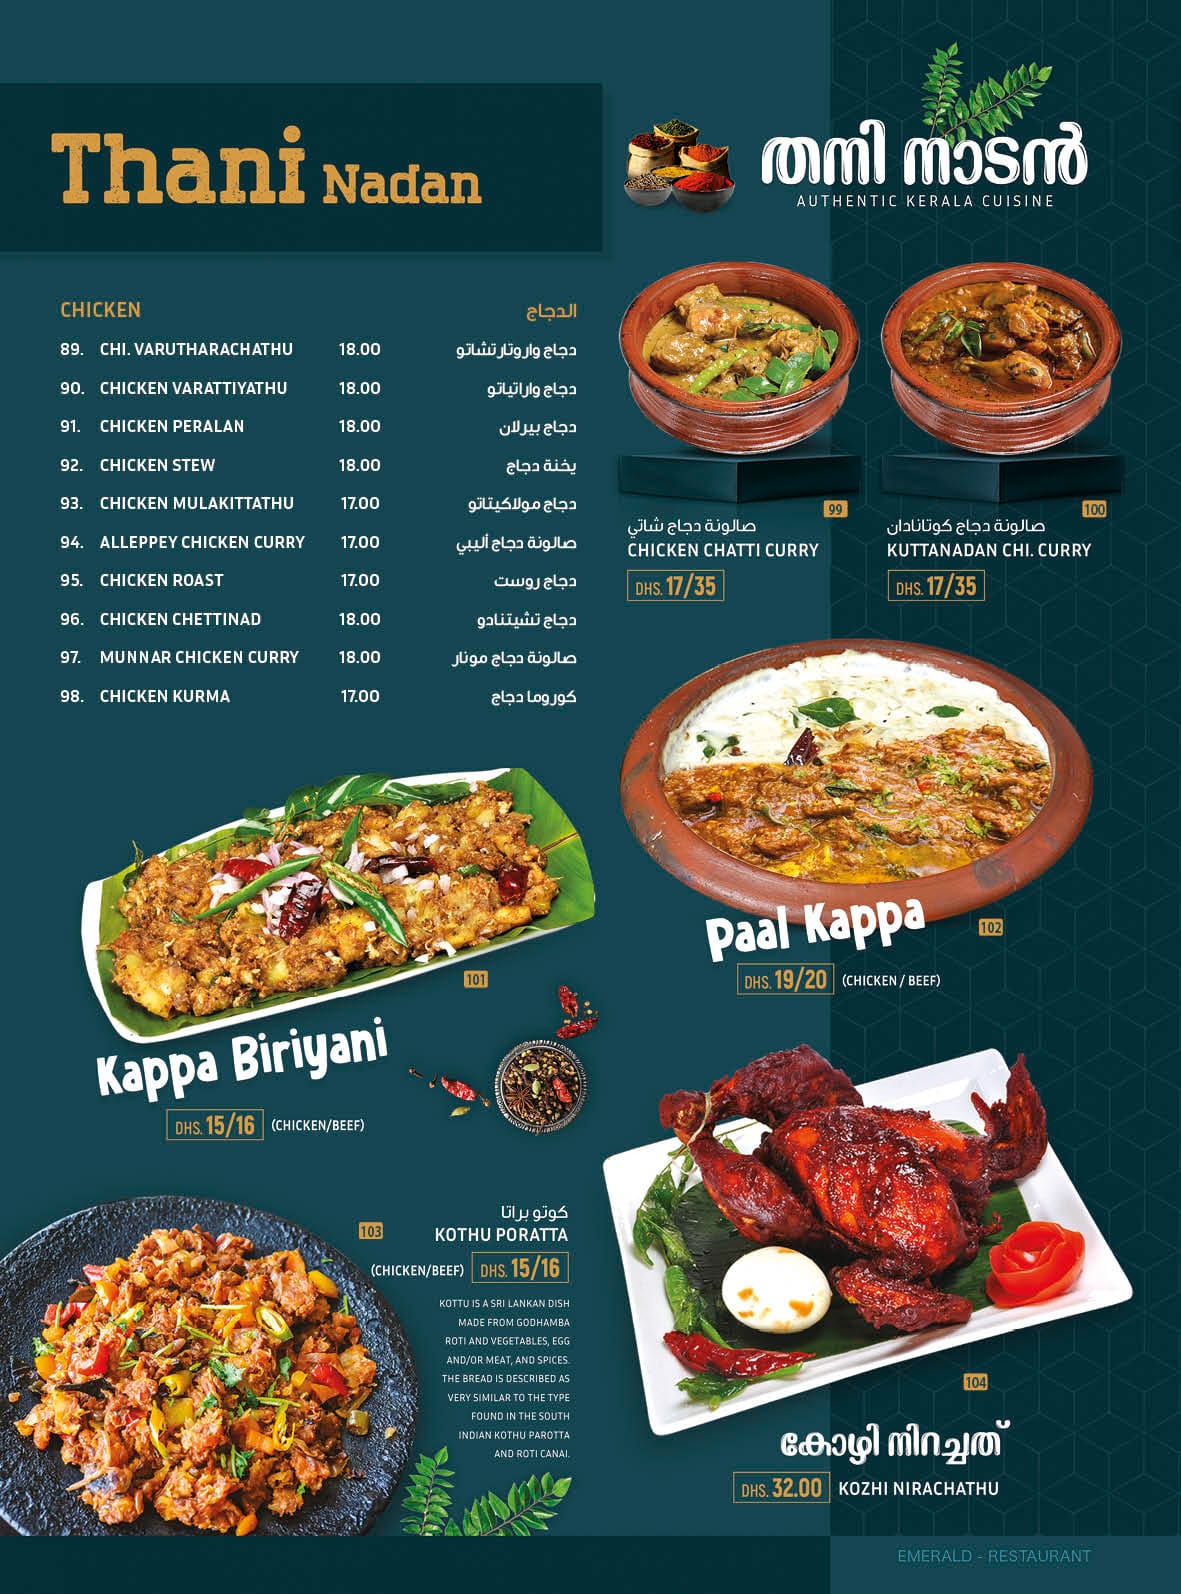 Thani Nadan
തനി നാടൻ
AUTHENTIC KERALA CUISINE
CHICKEN الدجاج
89. CHI. VARUTHARACHATHU 18.00 دجاج واروتارتشاتو
90. CHICKEN VARATTIYATHU 18.00 دجاج واراتياتو
91. CHICKEN PERALAN 18.00 دجاج بيرلان
92. CHICKEN STEW 18.00 يخنة دجاج
93. CHICKEN MULAKITTATHU 17.00 دجاج مولاكيتاتو
94. ALLEPPEY CHICKEN CURRY 17.00 صالونة دجاج أليبي
95. CHICKEN ROAST 17.00 دجاج روست
96. CHICKEN CHETTINAD 18.00 دجاج تشيتنادو
97. MUNNAR CHICKEN CURRY 18.00 صالونة دجاج مونار
98. CHICKEN KURMA 17.00 كوروما دجاج
99
صالونة دجاج شاتي
CHICKEN CHATTI CURRY
DHS. 17/35
100
صالونة دجاج كوتانادان
KUTTANADAN CHI. CURRY
DHS. 17/35
101
Kappa Biriyani
DHS. 15/16 (CHICKEN/BEEF)
102
Paal Kappa
DHS. 19/20 (CHICKEN / BEEF)
103
كوتو براتا
KOTHU PORATTA
(CHICKEN/BEEF) DHS. 15/16
KOTTU IS A SRI LANKAN DISH
MADE FROM GODHAMBA
ROTI AND VEGETABLES, EGG
AND/OR MEAT, AND SPICES.
THE BREAD IS DESCRIBED AS
VERY SIMILAR TO THE TYPE
FOUND IN THE SOUTH
INDIAN KOTHU PAROTTA
AND ROTI CANAI.
104
കോഴി നിറച്ചത്
DHS. 32.00 KOZHI NIRACHATHU
EMERALD - RESTAURANT